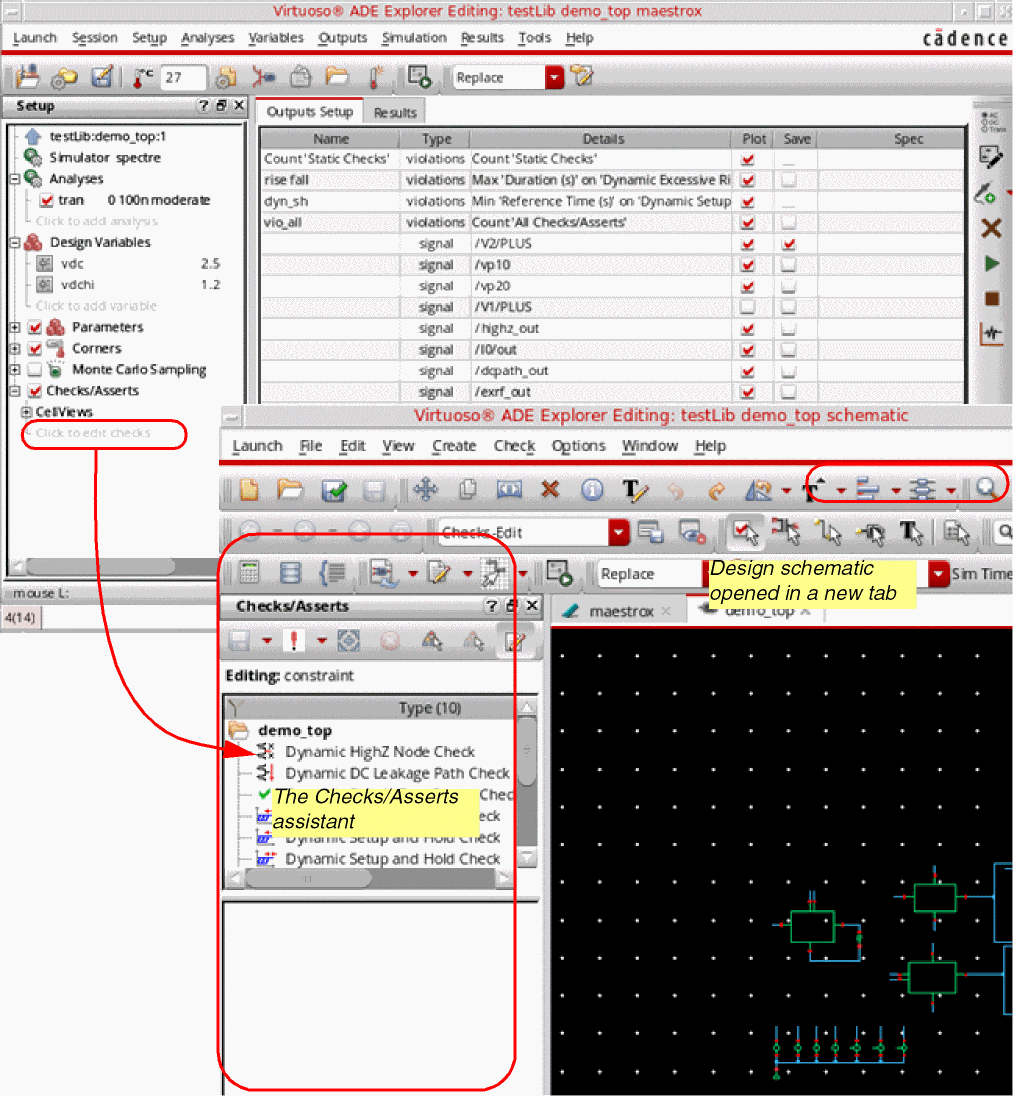 Virtuoso® ADE Explorer Editing: testLib demo_top maestrox
Launch Session Setup Analyses Variables Outputs Simulation Results Tools Help
cādence
°C 27 Replace
Setup ? 
Outputs Setup Results
testLib:demo_top:1
Simulator spectre
Analyses
tran 0 100n moderate
Click to add analysis
Design Variables
vdc 2.5
vdchi 1.2
Click to add variable
Parameters
Corners
Monte Carlo Sampling
Checks/Asserts
CellViews
Click to edit checks
mouse L:
4(14)
Name Type Details Plot Save Spec
Count 'Static Checks' violations Count 'Static Checks'
rise fall violations Max 'Duration (s)' on 'Dynamic Excessive Ri
dyn_sh violations Min 'Reference Time (s)' on 'Dynamic Setup
vio_all violations Count 'All Checks/Asserts'
signal /V2/PLUS
signal /vp10
signal /vp20
signal /V1/PLUS
signal /highz_out
signal /I0/out
signal /dcpath_out
signal /exrf_out
Virtuoso® ADE Explorer Editing: testLib demo_top schematic
Launch File Edit View Create Check Options Window Help
Checks-Edit
Replace
Sim Time
Design schematic
opened in a new tab
Checks/Asserts ?
maestrox demo_top
Editing: constraint
Type (10)
demo_top
Dynamic HighZ Node Check
Dynamic DC Leakage Path Check
Chec
The Checks/Asserts
assistant
ck
Dynamic Setup and Hold Check
Dynamic Setup and Hold Check